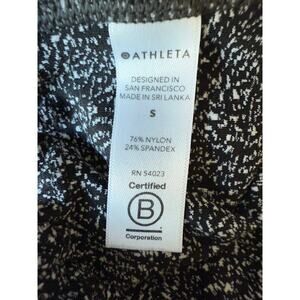 ATHLETA
DESIGNED IN
SAN FRANCISCO
MADE IN SRI LANKA
S
76% NYLON
24% SPANDEX
RN 54023
Certified
B
Corporation